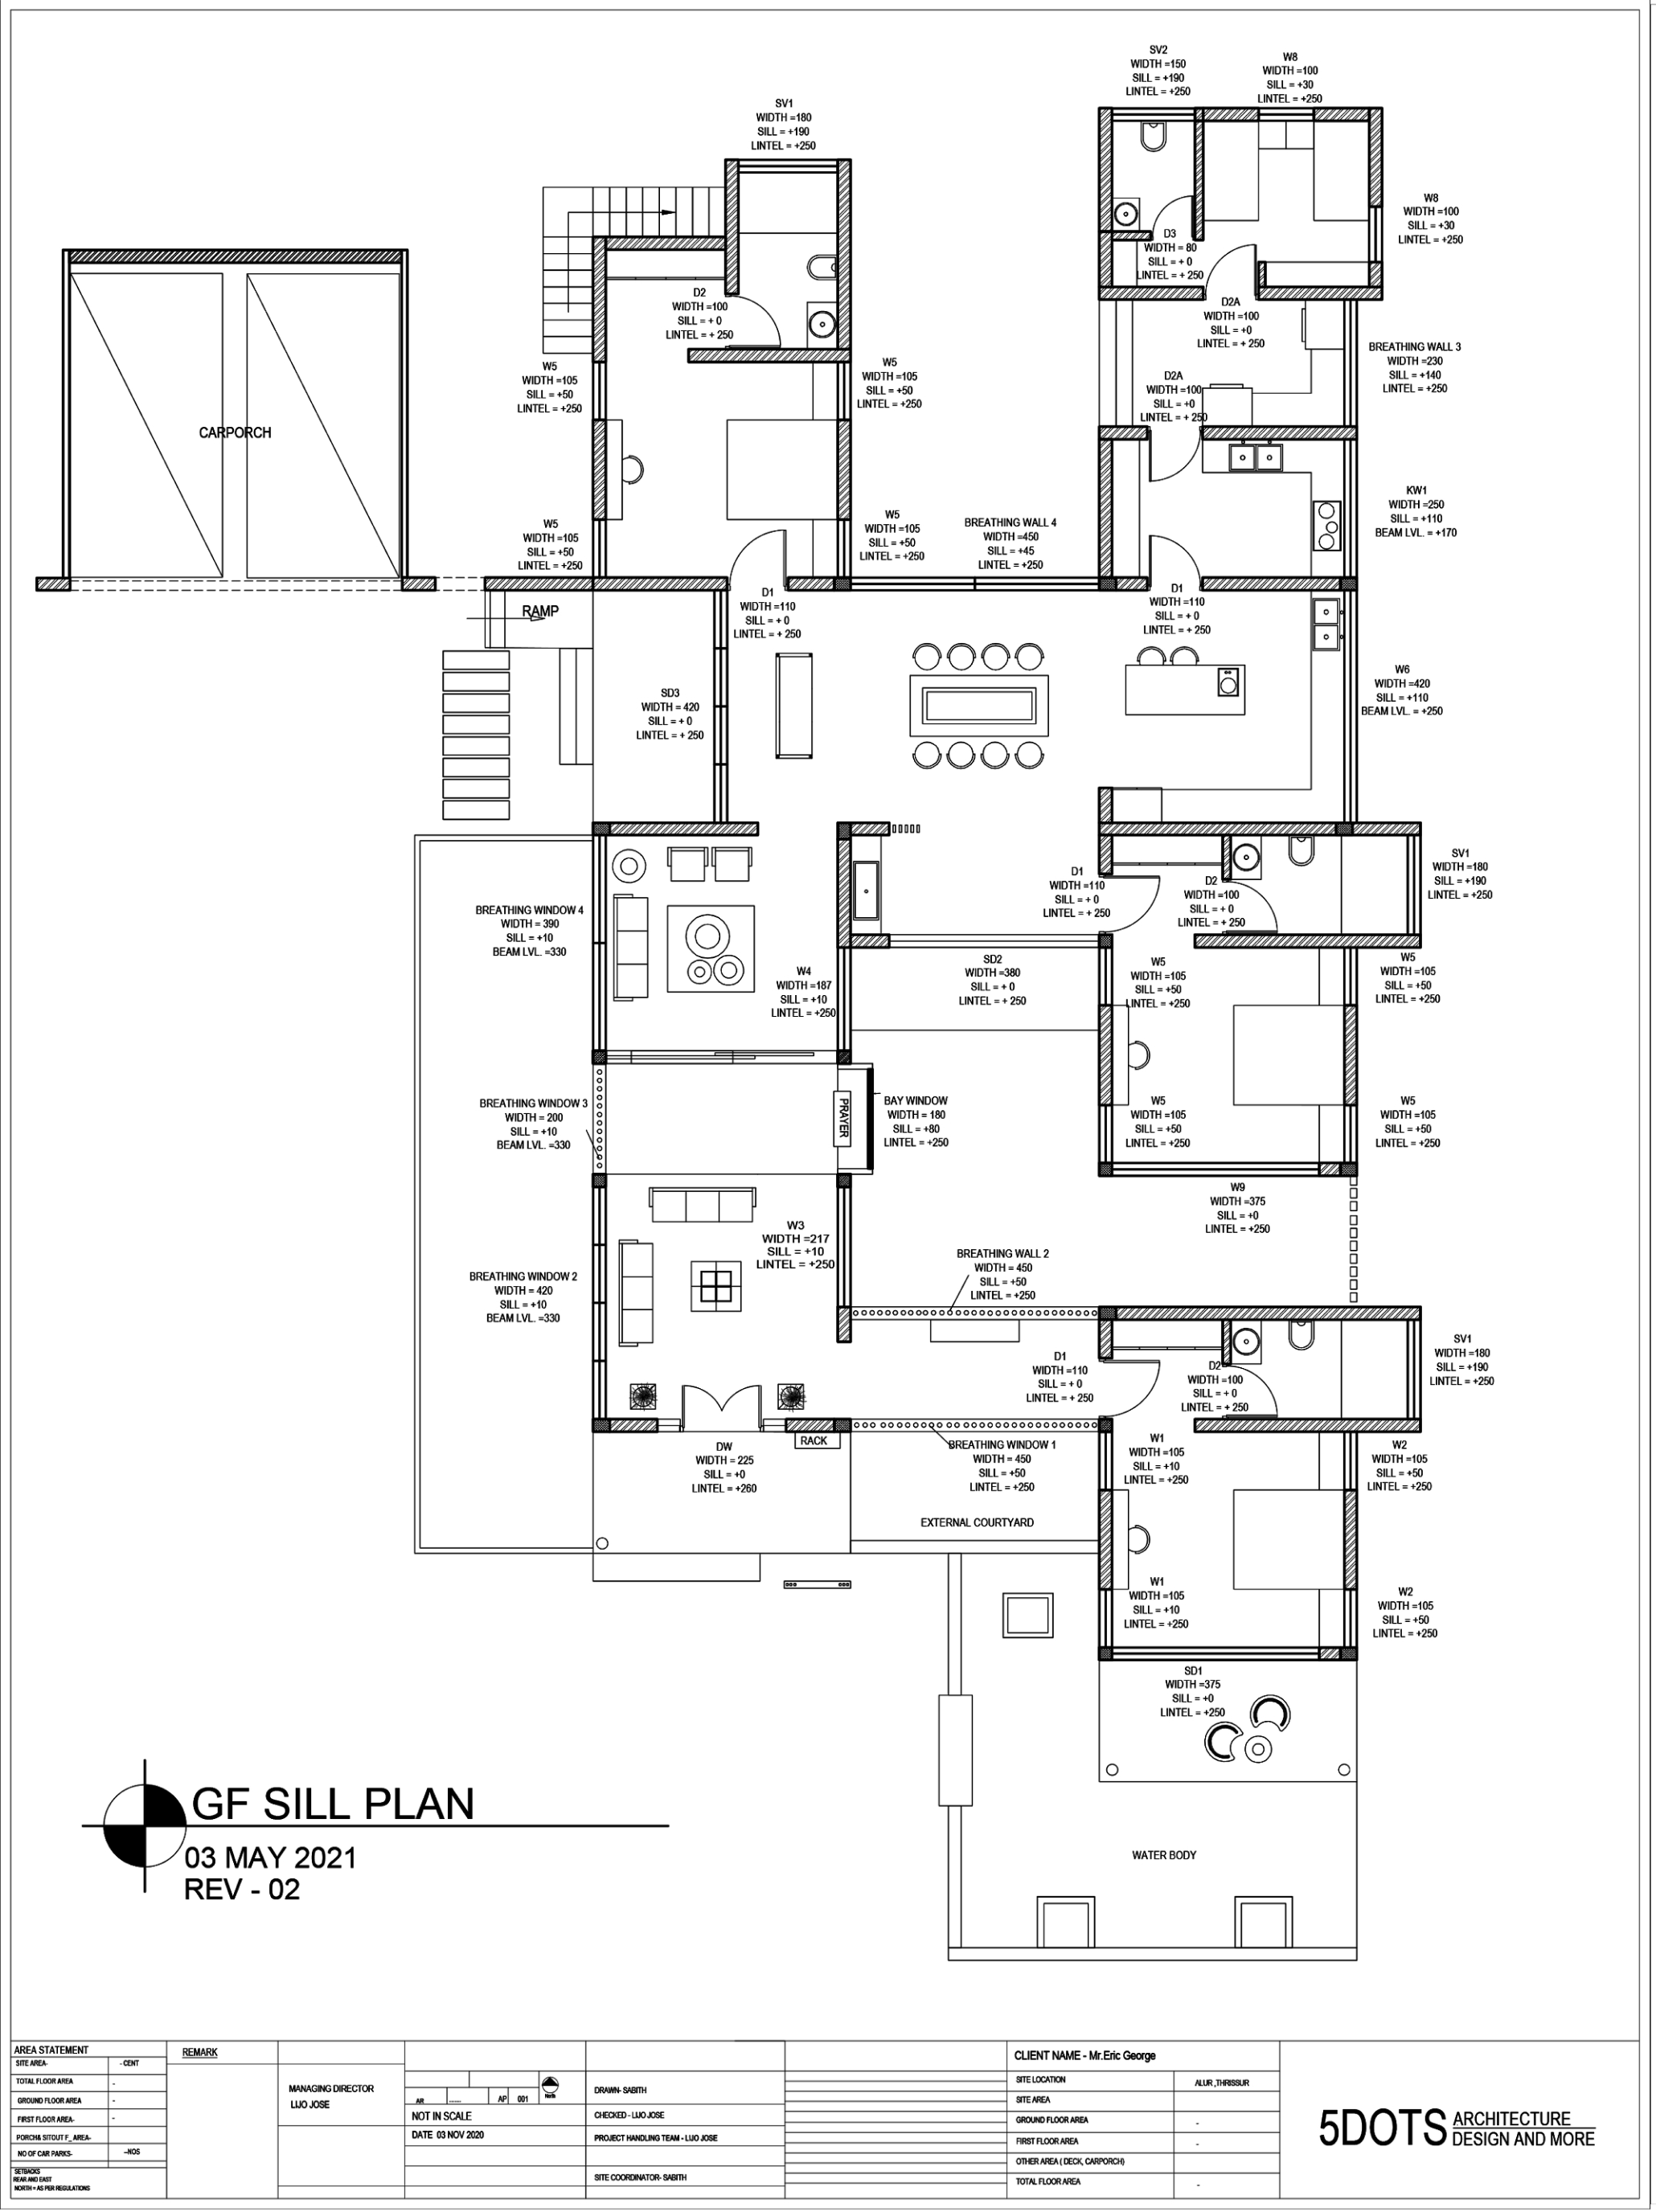 SV2
WIDTH =150
SILL = +190
LINTEL = +250
W8
WIDTH =100
SILL = +30
LINTEL = +250
SV1
WIDTH =180
SILL = +190
LINTEL = +250
W8
WIDTH =100
SILL = +30
LINTEL = +250
D3
WIDTH = 80
SILL = + 0
LINTEL = + 250
D2
WIDTH =100
SILL = + 0
LINTEL = + 250
D2A
WIDTH =100
SILL = +0
LINTEL = + 250
BREATHING WALL 3
WIDTH =230
SILL = +140
LINTEL = +250
W5
WIDTH =105
SILL = +50
LINTEL = +250
W5
WIDTH =105
SILL = +50
LINTEL = +250
D2A
WIDTH =100
SILL = +0
LINTEL = + 250
CARPORCH
KW1
WIDTH =250
SILL = +110
BEAM LVL. = +170
W5
WIDTH =105
SILL = +50
LINTEL = +250
W5
WIDTH =105
SILL = +50
LINTEL = +250
BREATHING WALL 4
WIDTH =450
SILL = +45
LINTEL = +250
RAMP
D1
WIDTH =110
SILL = + 0
LINTEL = + 250
D1
WIDTH =110
SILL = + 0
LINTEL = + 250
SD3
WIDTH = 420
SILL = + 0
LINTEL = + 250
W6
WIDTH =420
SILL = +110
BEAM LVL. = +250
D1
WIDTH =110
SILL = + 0
LINTEL = + 250
D2
WIDTH =100
SILL = + 0
LINTEL = + 250
SV1
WIDTH =180
SILL = +190
LINTEL = +250
BREATHING WINDOW 4
WIDTH = 390
SILL = +10
BEAM LVL. =330
W4
WIDTH =187
SILL = +10
LINTEL = +250
SD2
WIDTH =380
SILL = + 0
LINTEL = + 250
W5
WIDTH =105
SILL = +50
LINTEL = +250
W5
WIDTH =105
SILL = +50
LINTEL = +250
BREATHING WINDOW 3
WIDTH = 200
SILL = +10
BEAM LVL. =330
PRAYER
BAY WINDOW
WIDTH = 180
SILL = +80
LINTEL = +250
W5
WIDTH =105
SILL = +50
LINTEL = +250
W5
WIDTH =105
SILL = +50
LINTEL = +250
W9
WIDTH =375
SILL = +0
LINTEL = +250
W3
WIDTH =217
SILL = +10
LINTEL = +250
BREATHING WINDOW 2
WIDTH = 420
SILL = +10
BEAM LVL. =330
BREATHING WALL 2
WIDTH = 450
SILL = +50
LINTEL = +250
D1
WIDTH =110
SILL = + 0
LINTEL = + 250
D2
WIDTH =100
SILL = + 0
LINTEL = + 250
SV1
WIDTH =180
SILL = +190
LINTEL = +250
DW
WIDTH = 225
SILL = +0
LINTEL = +260
RACK
BREATHING WINDOW 1
WIDTH = 450
SILL = +50
LINTEL = +250
W1
WIDTH =105
SILL = +10
LINTEL = +250
W2
WIDTH =105
SILL = +50
LINTEL = +250
EXTERNAL COURTYARD
W1
WIDTH =105
SILL = +10
LINTEL = +250
W2
WIDTH =105
SILL = +50
LINTEL = +250
SD1
WIDTH =375
SILL = +0
LINTEL = +250
WATER BODY
GF SILL PLAN
03 MAY 2021
REV - 02
AREA STATEMENT
SITE AREA- - CENT
TOTAL FLOOR AREA -
GROUND FLOOR AREA -
FIRST FLOOR AREA- -
PORCH& SITOUT F_ AREA-
NO OF CAR PARKS- --NOS
SETBACKS
REAR AND EAST
NORTH = AS PER REGULATIONS
REMARK
MANAGING DIRECTOR
LIJO JOSE
AR ...... AP 001 North
NOT IN SCALE
DATE 03 NOV 2020
DRAWN- SABITH
CHECKED - LIJO JOSE
PROJECT HANDLING TEAM - LIJO JOSE
SITE COORDINATOR- SABITH
CLIENT NAME - Mr.Eric George
SITE LOCATION ALUR ,THRISSUR
SITE AREA
GROUND FLOOR AREA -
FIRST FLOOR AREA -
OTHER AREA ( DECK, CARPORCH)
TOTAL FLOOR AREA -
5DOTS ARCHITECTURE
DESIGN AND MORE